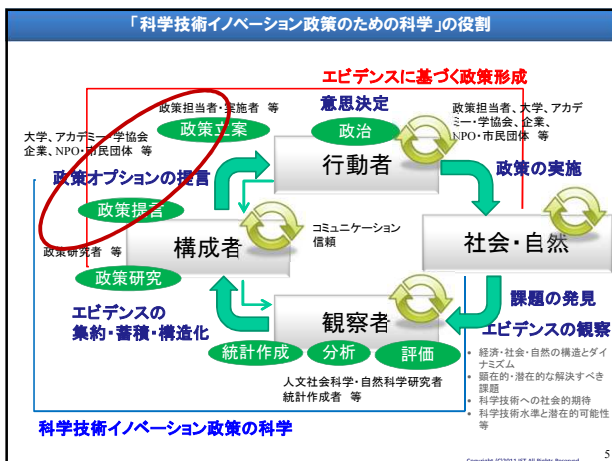 「科学技術イノベーション政策のための科学」の役割
エビデンスに基づく政策形成
政策担当者・実施者 等
意思決定
政策担当者、大学、アカデ
ミー・学協会、企業、
NPO・市民団体 等
大学、アカデミー・学協会
企業、NPO・市民団体 等
政策立案
政治
行動者
政策オプションの提言
政策の実施
政策提言
コミュニケーション
信頼
構成者
社会・自然
政策研究者 等
政策研究
エビデンスの
集約・蓄積・構造化
観察者
課題の発見
エビデンスの観察
統計作成
分析
評価
人文社会科学・自然科学研究者
統計作成者 等
• 経済・社会・自然の構造とダイ
ナミズム
• 顕在的・潜在的な解決すべき
課題
• 科学技術への社会的期待
• 科学技術水準と潜在的可能性
等
科学技術イノベーション政策の科学
Copyright (C)2011 JST All Rights Reserved
5